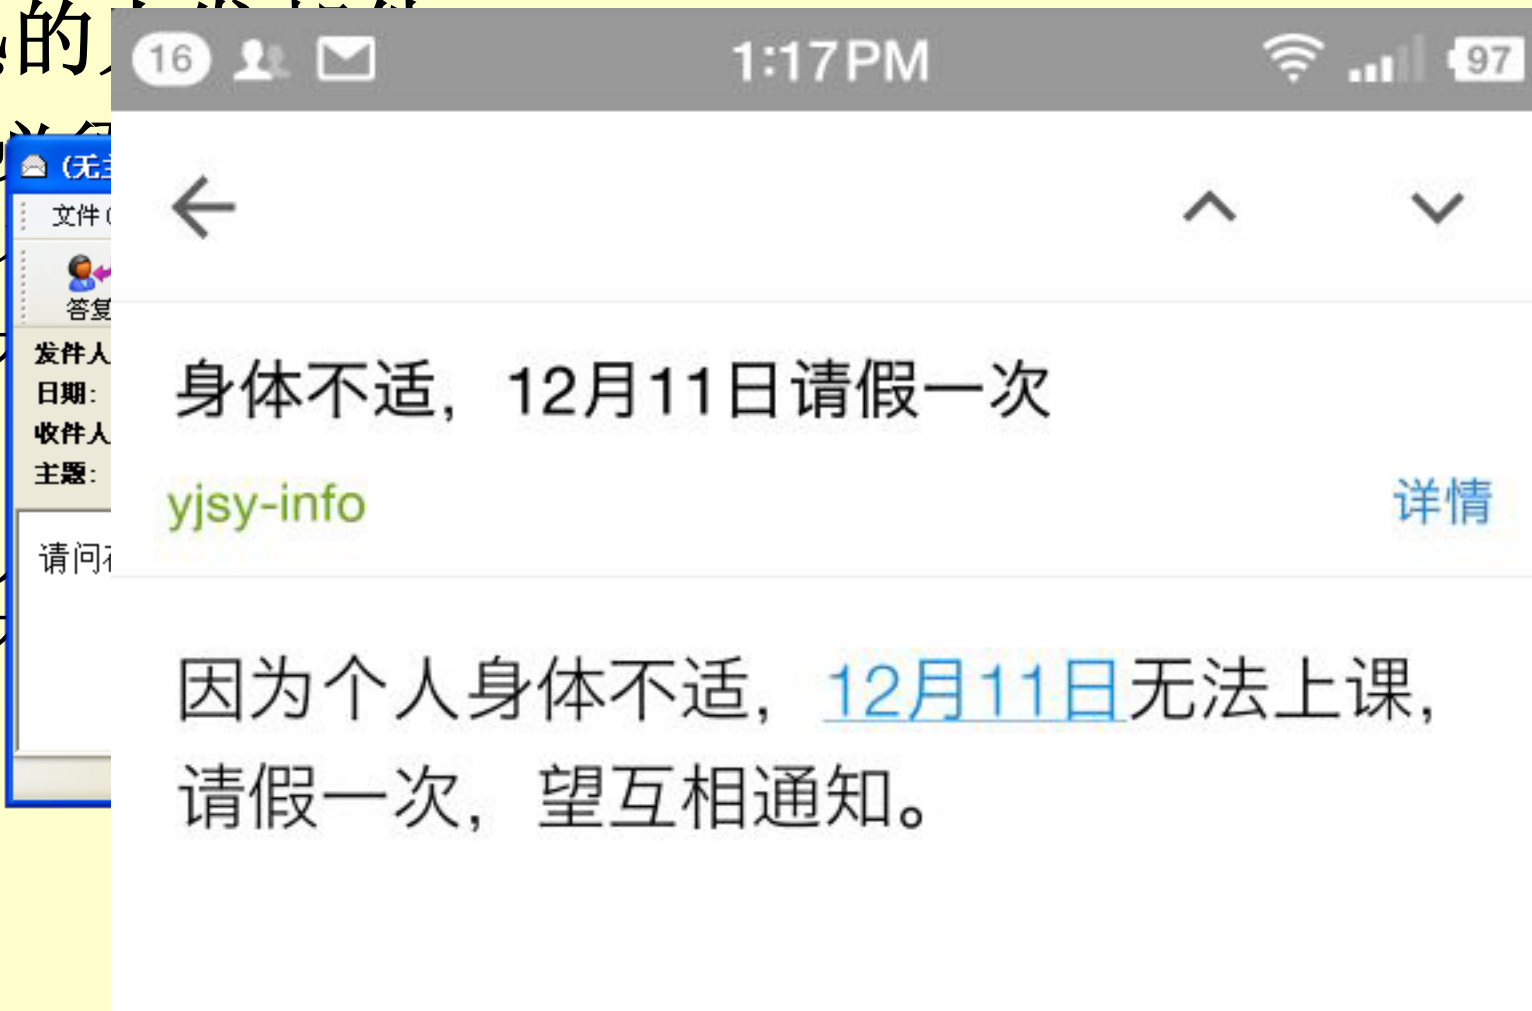 的
16
1:17PM
97
(无
文件(
答复
发件人
日期:
收件人
主题:
请问
身体不适，12月11日请假一次
yjsy-info
详情
因为个人身体不适，12月11日无法上课，
请假一次，望互相通知。